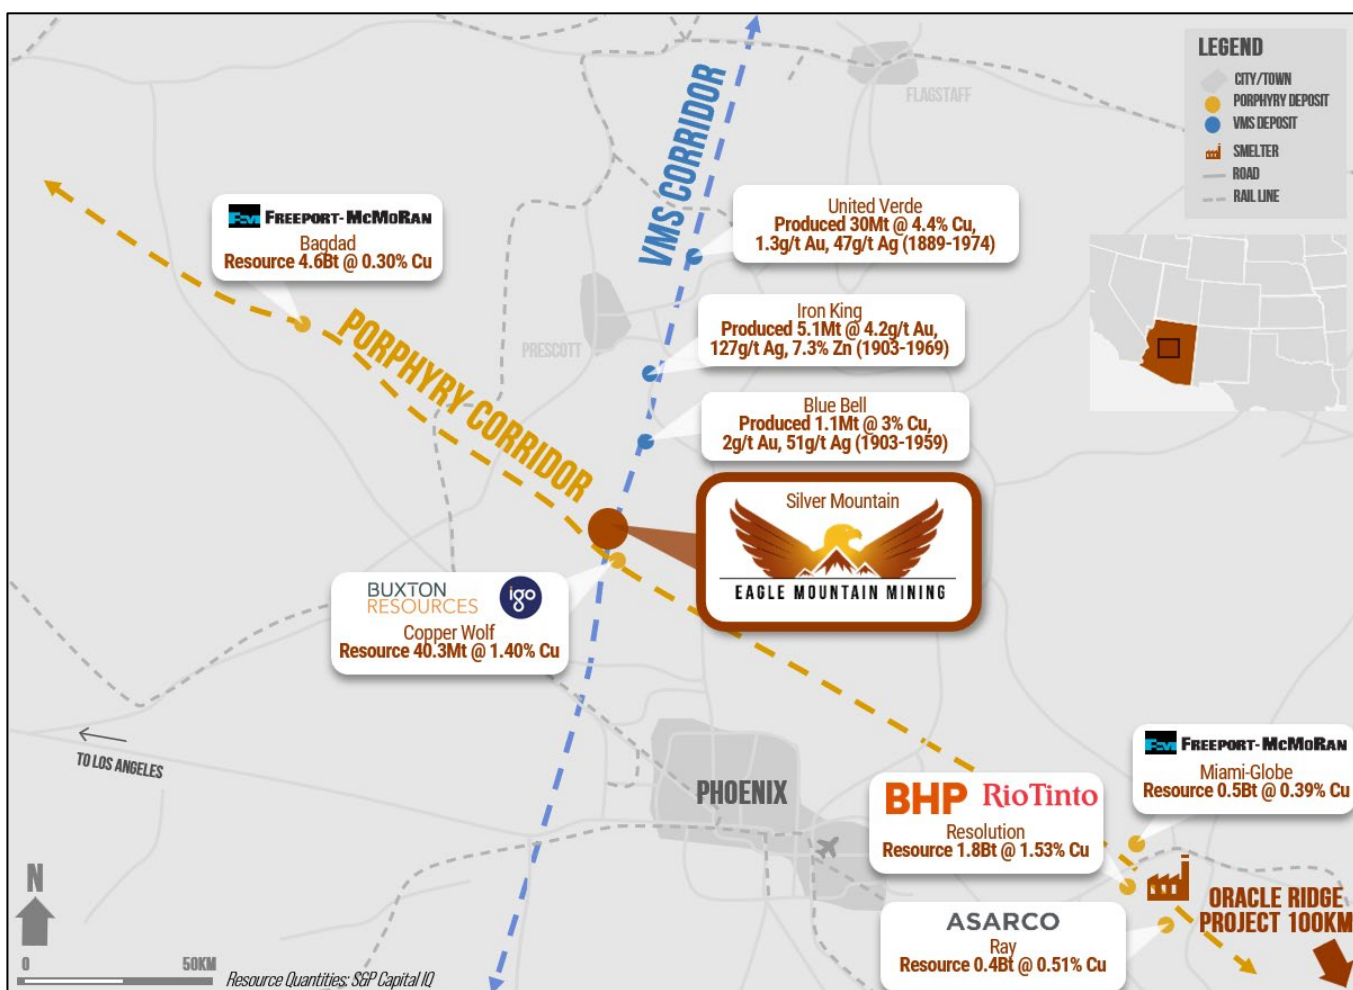 LEGEND
CITY/TOWN
PORPHYRY DEPOSIT
VMS DEPOSIT
SMELTER
ROAD
RAIL LINE
FLAGSTAFF
VMS CORRIDOR
FCX FREEPORT-MCMORAN
Bagdad
Resource 4.6Bt @ 0.30% Cu
United Verde
Produced 30Mt @ 4.4% Cu,
1.3g/t Au, 47g/t Ag (1889-1974)
Iron King
Produced 5.1Mt @ 4.2g/t Au,
127g/t Ag, 7.3% Zn (1903-1969)
PRESCOTT
PORPHYRY CORRIDOR
Blue Bell
Produced 1.1Mt @ 3% Cu,
2g/t Au, 51g/t Ag (1903-1959)
Silver Mountain
EAGLE MOUNTAIN MINING
BUXTON
RESOURCES
igo
Copper Wolf
Resource 40.3Mt @ 1.40% Cu
TO LOS ANGELES
PHOENIX
FCX FREEPORT-MCMORAN
Miami-Globe
Resource 0.5Bt @ 0.39% Cu
BHP RioTinto
Resolution
Resource 1.8Bt @ 1.53% Cu
ASARCO
Ray
Resource 0.4Bt @ 0.51% Cu
ORACLE RIDGE
PROJECT 100KM
N
0 50KM
Resource Quantities: S&P Capital IQ